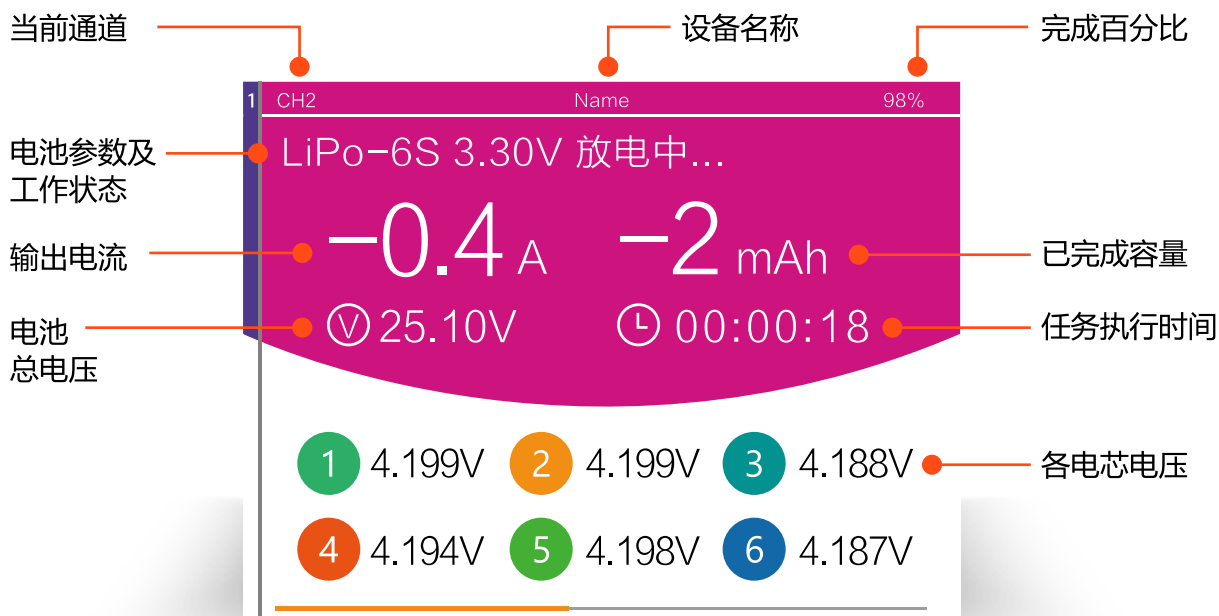 当前通道
设备名称
完成百分比
1
CH2
Name
98%
电池参数及
工作状态
LiPo-6S 3.30V 放电中...
输出电流
-0.4 A
-2 mAh
已完成容量
电池
总电压
V 25.10V
00:00:18
任务执行时间
1 4.199V
2 4.199V
3 4.188V
各电芯电压
4 4.194V
5 4.198V
6 4.187V